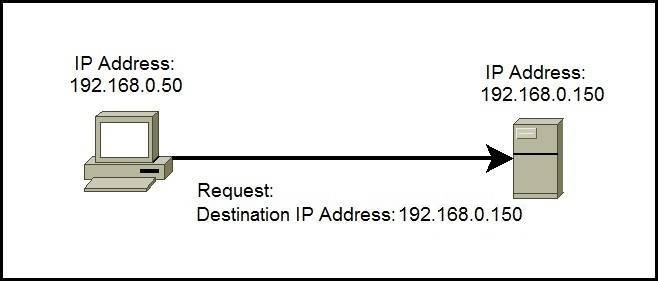 IP Address:
192.168.0.50
IP Address:
192.168.0.150
Request:
Destination IP Address: 192.168.0.150